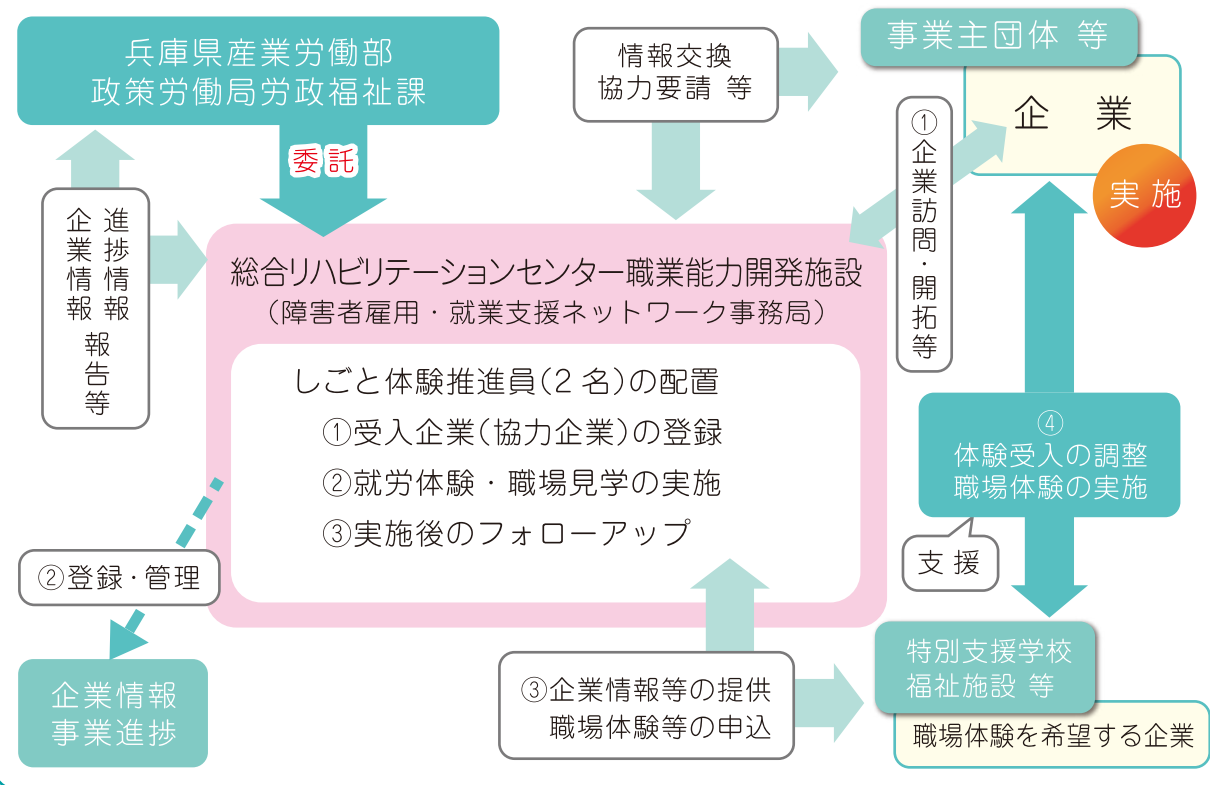 兵庫県産業労働部
政策労働局労政福祉課
委託
情報交換
協力要請 等
事業主団体 等
企 業
実 施
①企業訪問・開拓等
進捗情報
企業情報
報告等
総合リハビリテーションセンター職業能力開発施設
(障害者雇用・就業支援ネットワーク事務局)
しごと体験推進員(2 名)の配置
①受入企業(協力企業)の登録
②就労体験・職場見学の実施
③実施後のフォローアップ
④
体験受入の調整
職場体験の実施
支 援
②登録・管理
企業情報
事業進捗
③企業情報等の提供
職場体験等の申込
特別支援学校
福祉施設 等
職場体験を希望する企業